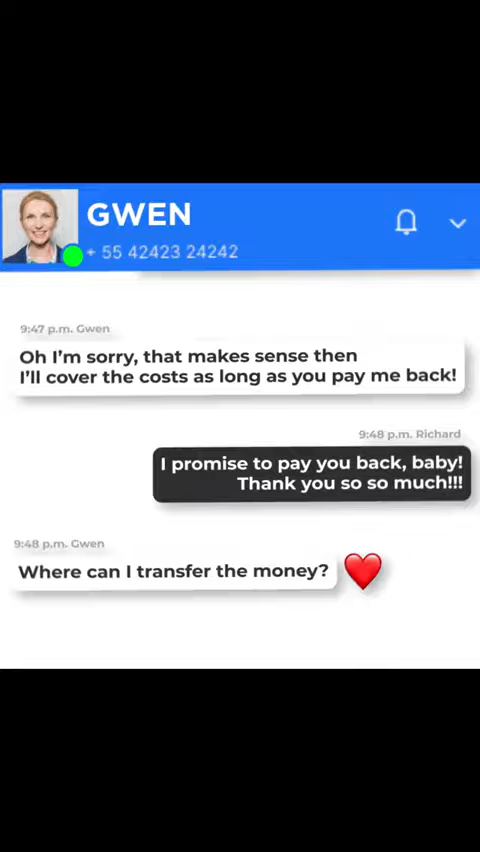 GWEN
+ 55 42423 24242
9:47 p.m. Gwen
Oh I'm sorry, that makes sense then
I'll cover the costs as long as you pay me back!
9:48 p.m. Richard
I promise to pay you back, baby!
Thank you so so much!!!
9:48 p.m. Gwen
Where can I transfer the money?